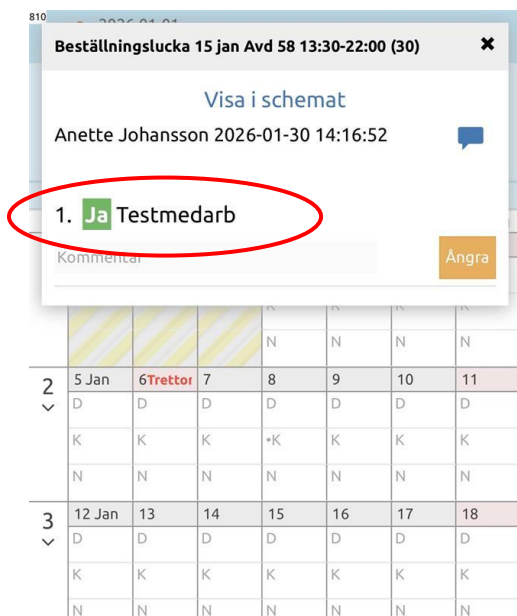 810
2026-01-01
Beställningslucka 15 jan Avd 58 13:30-22:00 (30) ✖
Visa i schemat
Anette Johansson 2026-01-30 14:16:52
1. Ja Testmedarb
Kommentar Ångra
K K K K
N N N N
2 5 Jan 6Trettor 7 8 9 10 11
D D D D D D D
K K K •K K K K
N N N N N N N
3 12 Jan 13 14 15 16 17 18
D D D D D D D
K K K K K K K
N N N N N N N